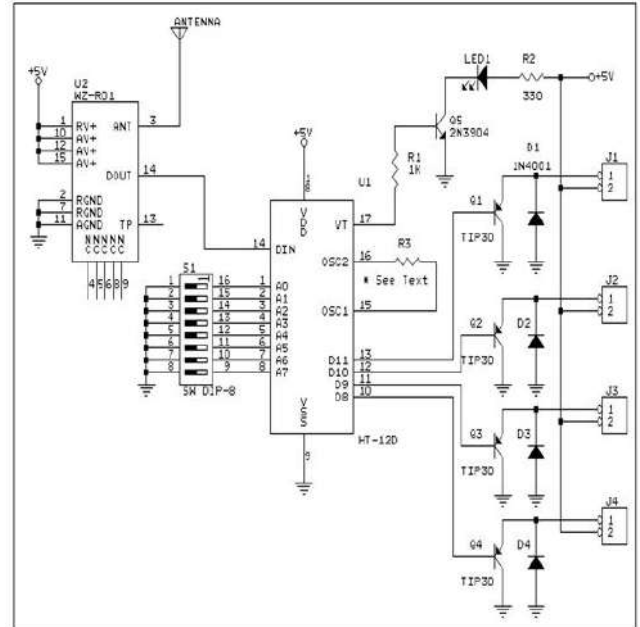 ANTENNA
+5V
U2
WZ-R01
1 RV+ ANT 3
10 AV+
12 AV+
15 AV+
DOUT 14
2 RGND
7 RGND
11 AGND TP 13
NC NC NC NC NC
4 5 6 8 9
LED1 R2
330
+5V
Q5
2N3904
R1
1K
+5V
18
U1
VDD
14 DIN VT 17
OSC2 16
R3
* See Text
OSC1 15
S1
1 16 1 A0
2 15 2 A1
3 14 3 A2
4 13 4 A3
5 12 5 A4
6 11 6 A5
7 10 7 A6
8 9 8 A7
SW DIP-8
D11 13
D10 12
D9 11
D8 10
VSS
9
HT-12D
D1
1N4001
J1
1
2
Q1
TIP30
J2
1
2
Q2 D2
TIP30
J3
1
2
Q3 D3
TIP30
J4
1
2
Q4 D4
TIP30